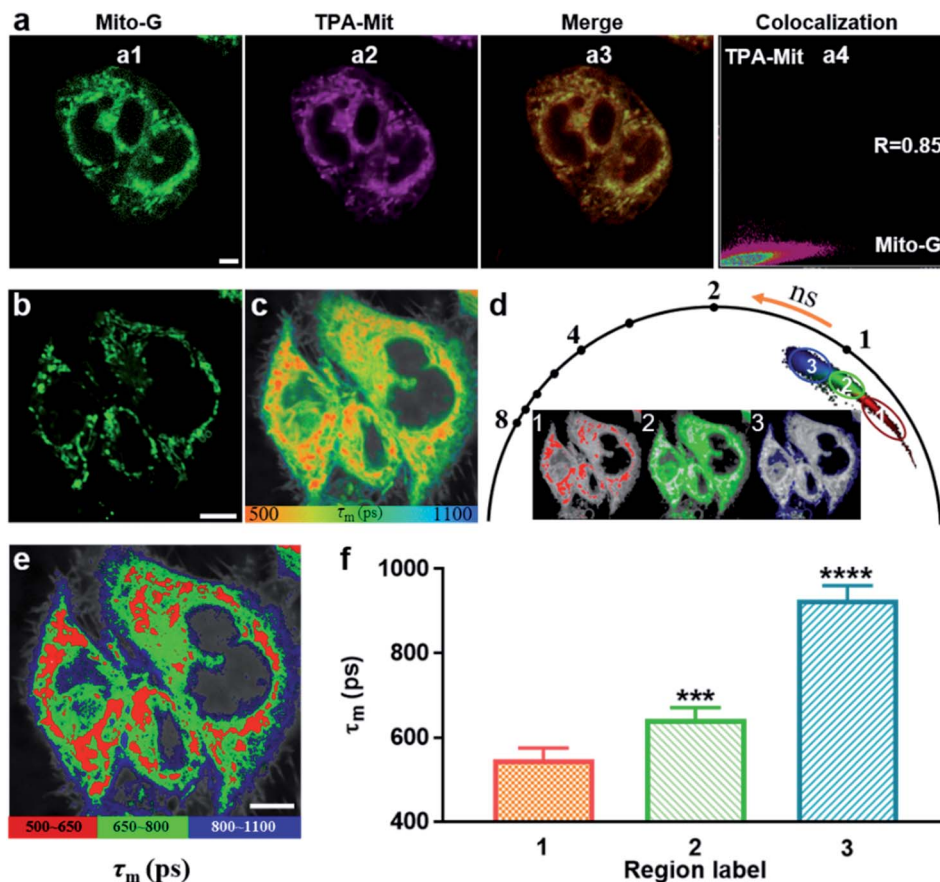 a
Mito-G
TPA-Mit
Merge
Colocalization
a1
a2
a3
TPA-Mit a4
R=0.85
Mito-G
b
c
500 τm (ps) 1100
d
ns
1
2
4
8
3
2
1
1
2
3
e
500~650 650~800 800~1100
τm (ps)
f
1000
800
600
400
τm (ps)
***
****
1 2 3
Region label